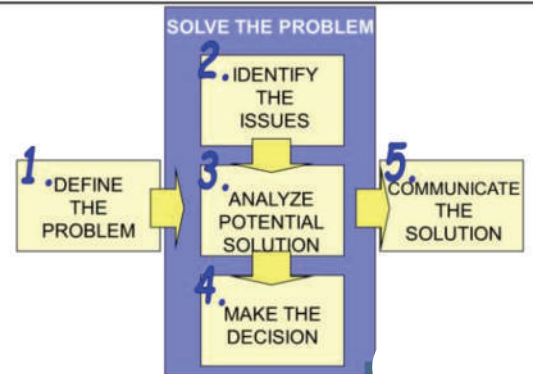 SOLVE THE PROBLEM
1.
DEFINE
THE
PROBLEM
2.
IDENTIFY
THE
ISSUES
3.
ANALYZE
POTENTIAL
SOLUTION
4.
MAKE THE
DECISION
5.
COMMUNICATE
THE
SOLUTION